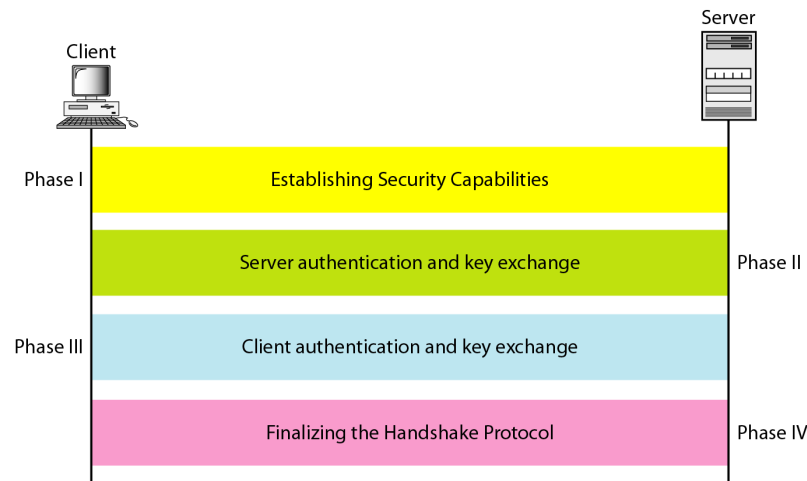 Server
Client
Phase I
Establishing Security Capabilities
Server authentication and key exchange
Phase II
Phase III
Client authentication and key exchange
Finalizing the Handshake Protocol
Phase IV